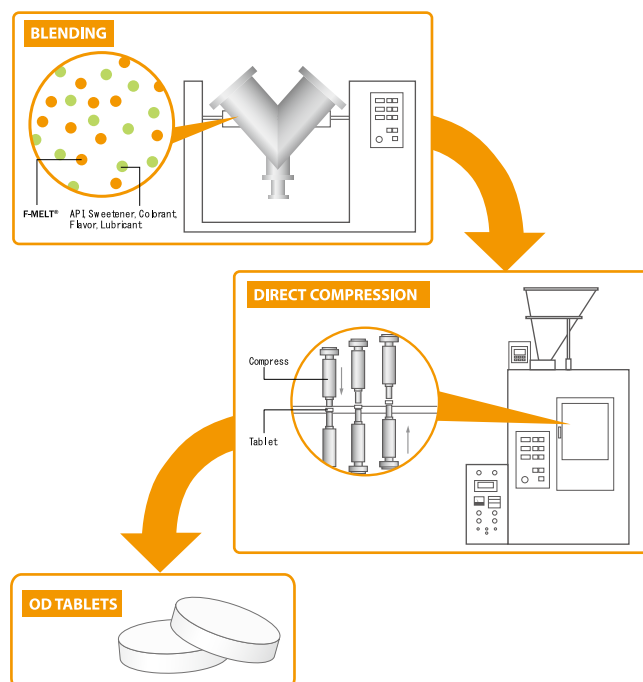 BLENDING
F-MELT®
API, Sweetener, Colorant,
Flavor, Lubricant
DIRECT COMPRESSION
Compress
Tablet
OD TABLETS